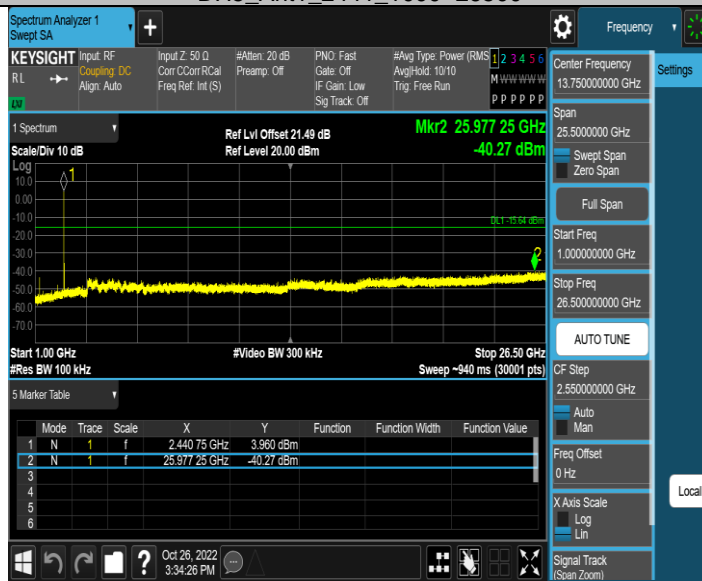 Spectrum Analyzer 1
Swept SA
+
Frequency
KEYSIGHT
RL
LXI
Input: RF
Coupling: DC
Align: Auto
Input Z: 50 Ω
Corr CCorr RCal
Freq Ref: Int (S)
#Atten: 20 dB
Preamp: Off
PNO: Fast
Gate: Off
IF Gain: Low
Sig Track: Off
#Avg Type: Power (RMS
Avg|Hold: 10/10
Trig: Free Run
1 2 3 4 5 6
M W W W W W
P P P P P P
Center Frequency
13.750000000 GHz
Settings
Span
25.5000000 GHz
Swept Span
Zero Span
Full Span
Start Freq
1.000000000 GHz
Stop Freq
26.500000000 GHz
AUTO TUNE
CF Step
2.550000000 GHz
Auto
Man
Freq Offset
0 Hz
X Axis Scale
Log
Lin
Local
Signal Track
(Span Zoom)
1 Spectrum
Scale/Div 10 dB
Ref Lvl Offset 21.49 dB
Ref Level 20.00 dBm
Mkr2 25.977 25 GHz
-40.27 dBm
Log
10.0
0.00
-10.0
-20.0
-30.0
-40.0
-50.0
-60.0
-70.0
1
DL1 -15.64 dBm
2
Start 1.00 GHz
#Res BW 100 kHz
#Video BW 300 kHz
Stop 26.50 GHz
Sweep ~940 ms (30001 pts)
5 Marker Table
Mode Trace Scale X Y Function Function Width Function Value
1 N 1 f 2.440 75 GHz 3.960 dBm
2 N 1 f 25.977 25 GHz -40.27 dBm
3
4
5
6
?
Oct 26, 2022
3:34:26 PM